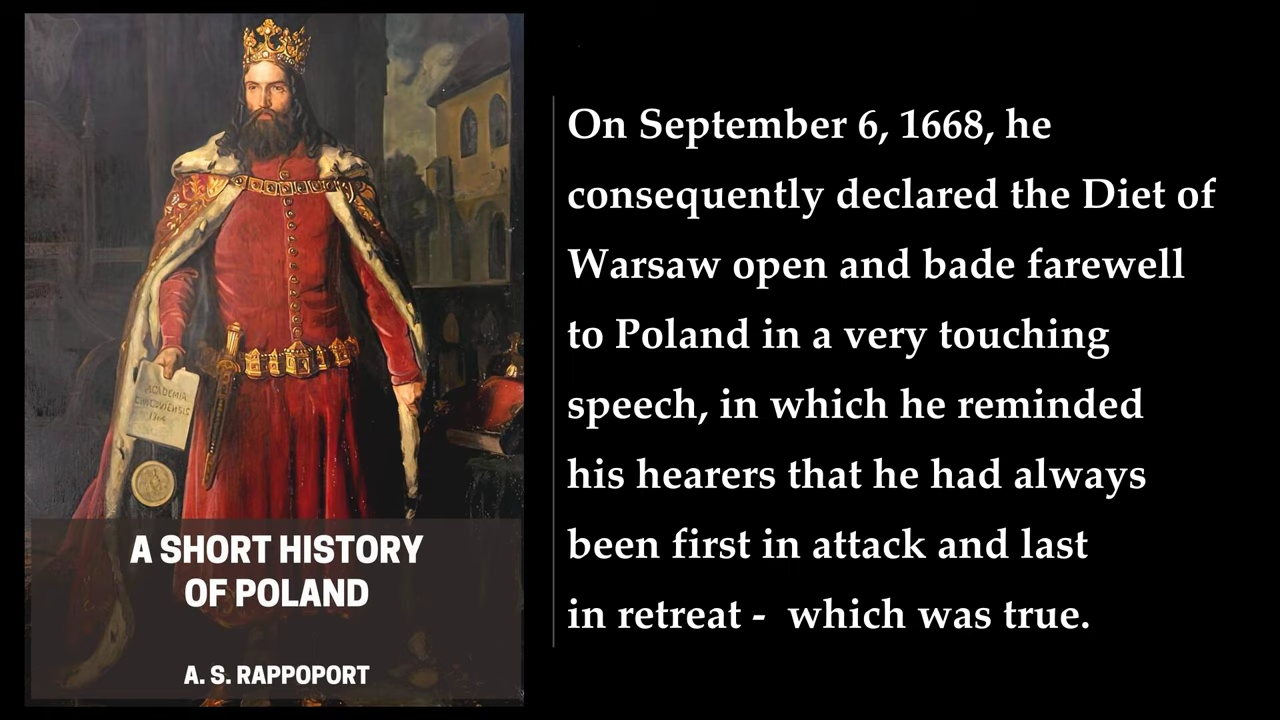 ACADEMIA
CRACOVIENSIS
A SHORT HISTORY
OF POLAND
A. S. RAPPOPORT
On September 6, 1668, he
consequently declared the Diet of
Warsaw open and bade farewell
to Poland in a very touching
speech, in which he reminded
his hearers that he had always
been first in attack and last
in retreat -  which was true.